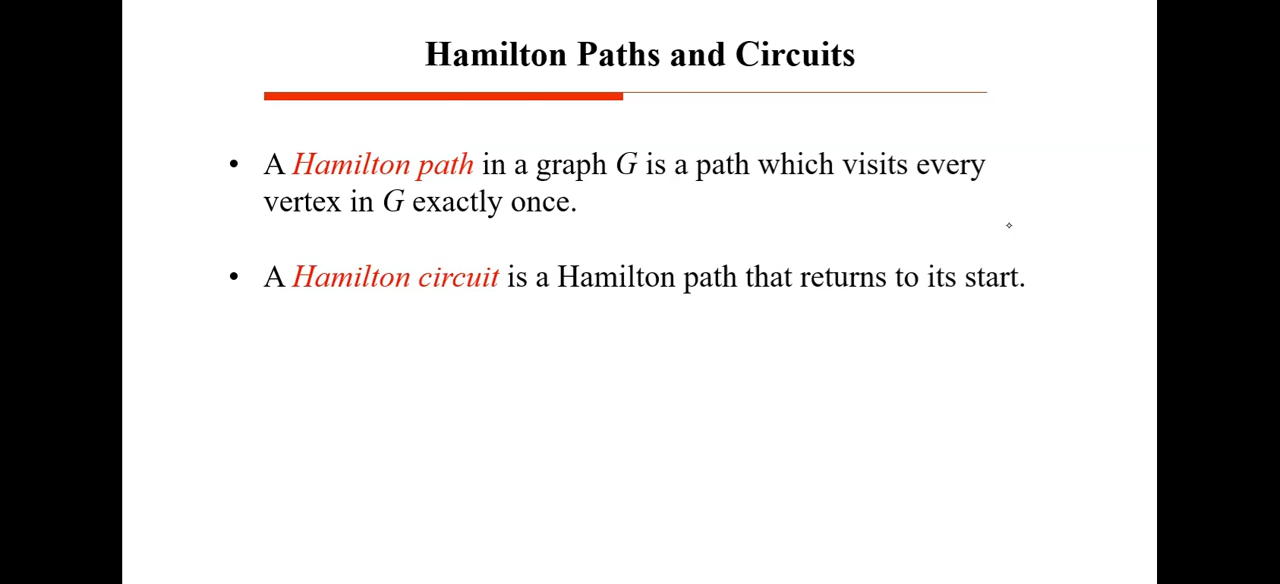 Hamilton Paths and Circuits
• A Hamilton path in a graph G is a path which visits every
vertex in G exactly once.
• A Hamilton circuit is a Hamilton path that returns to its start.